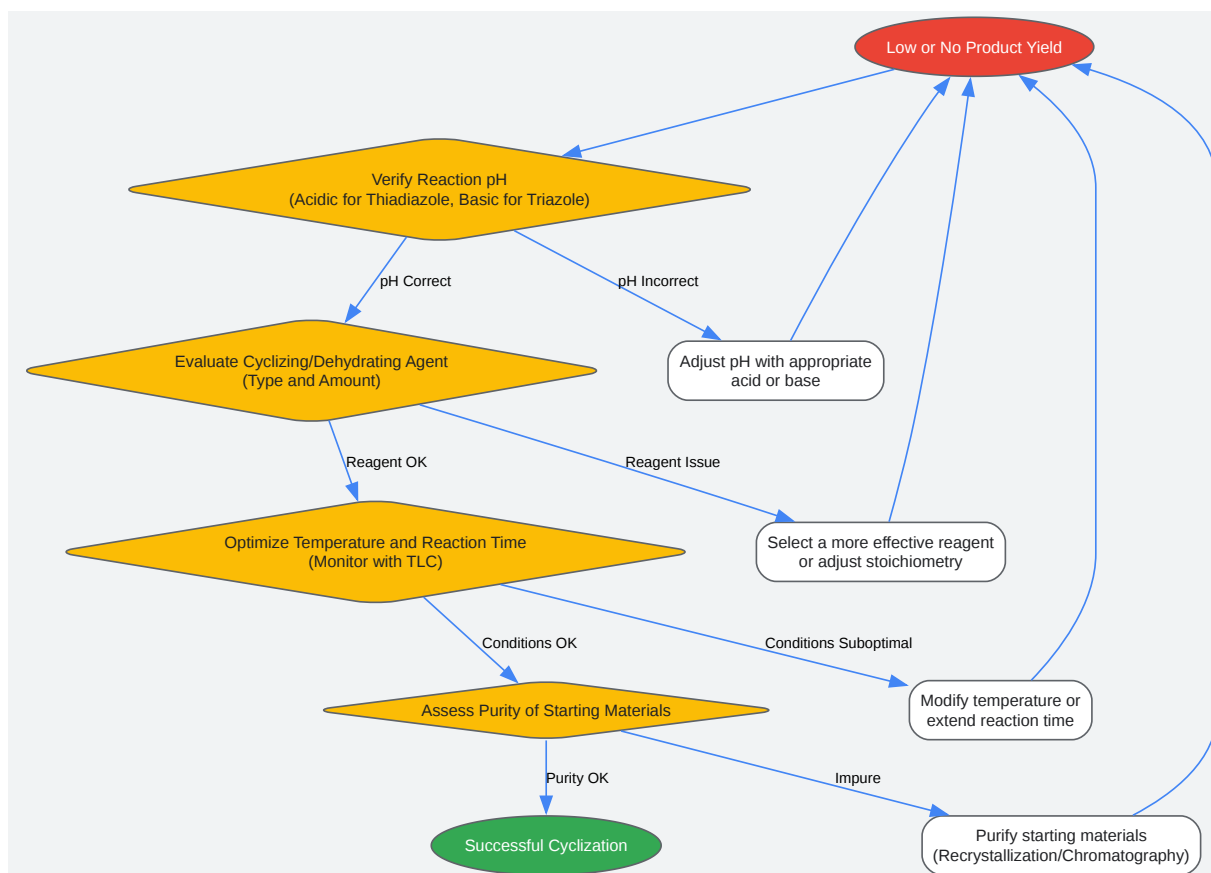 Low or No Product Yield
Verify Reaction pH
(Acidic for Thiadiazole, Basic for Triazole)
pH Correct
pH Incorrect
Adjust pH with appropriate
acid or base
Evaluate Cyclizing/Dehydrating Agent
(Type and Amount)
Reagent OK
Reagent Issue
Select a more effective reagent
or adjust stoichiometry
Optimize Temperature and Reaction Time
(Monitor with TLC)
Conditions OK
Conditions Suboptimal
Modify temperature or
extend reaction time
Assess Purity of Starting Materials
Purity OK
Impure
Successful Cyclization
Purify starting materials
(Recrystallization/Chromatography)